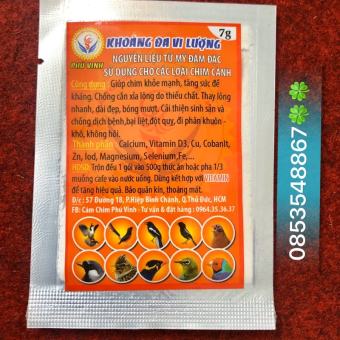 7g
KHOÁNG ĐA VI LƯỢNG
PHÚ VINH
NGUYÊN LIỆU TỪ MỸ ĐẬM ĐẶC
SỬ DỤNG CHO CÁC LOÀI CHIM CẢNH
Công dụng: Giúp chim khỏe mạnh, tăng sức đề
kháng. Chống cắn xỉa lông do thiếu chất. Thay lông
nhanh, dài đẹp, bóng mượt. Cải thiện sinh sản và
chống dịch bệnh,bại liệt,đột quỵ, đi phân khuôn -
khô, không hôi.
Thành phần: Calcium, Vitamin D3, Cu, Cobanlt,
Zn, Iod, Magnesium, Selenium,Fe,...
HDSD: Trộn đều 1 gói vào 500g thức ăn hoặc pha 1/3
muỗng cafe vào nước uống. Dùng kết hợp với VITAMIN
để tăng hiệu quả. Bảo quản kín, thoáng mát.
Đ/c: 57 Đường 18, P.Hiệp Bình Chánh, Q.Thủ Đức, HCM
FB: Cám Chim Phú Vinh - Tư vấn & đặt hàng: 0964.35.36.37
0853548867